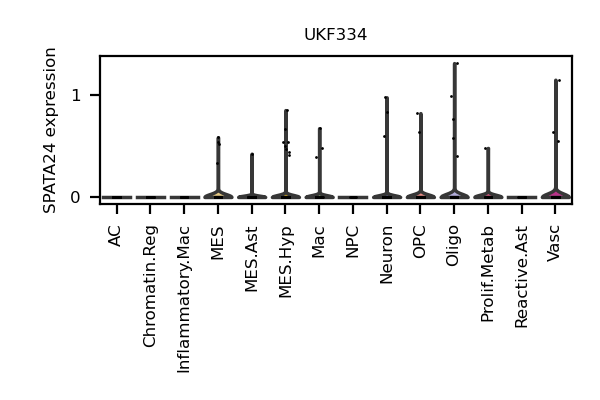 UKF334
SPATA24 expression
1
0
AC
Chromatin.Reg
Inflammatory.Mac
MES
MES.Ast
MES.Hyp
Mac
NPC
Neuron
OPC
Oligo
Prolif.Metab
Reactive.Ast
Vasc